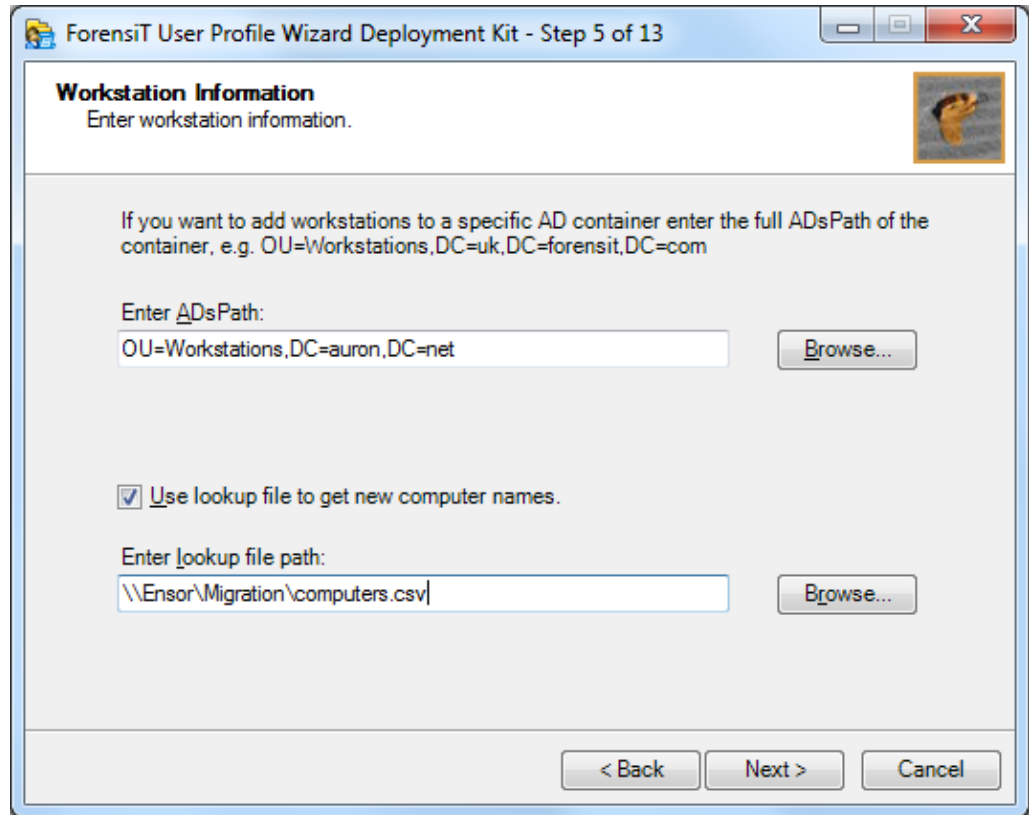 ForensiT User Profile Wizard Deployment Kit - Step 5 of 13
Workstation Information
Enter workstation information.
If you want to add workstations to a specific AD container enter the full ADsPath of the
container, e.g. OU=Workstations,DC=uk,DC=forensit,DC=com
Enter ADsPath:
OU=Workstations,DC=auron,DC=net
Browse...
Use lookup file to get new computer names.
Enter lookup file path:
\\Ensor\Migration\computers.csv
Browse...
< Back
Next >
Cancel